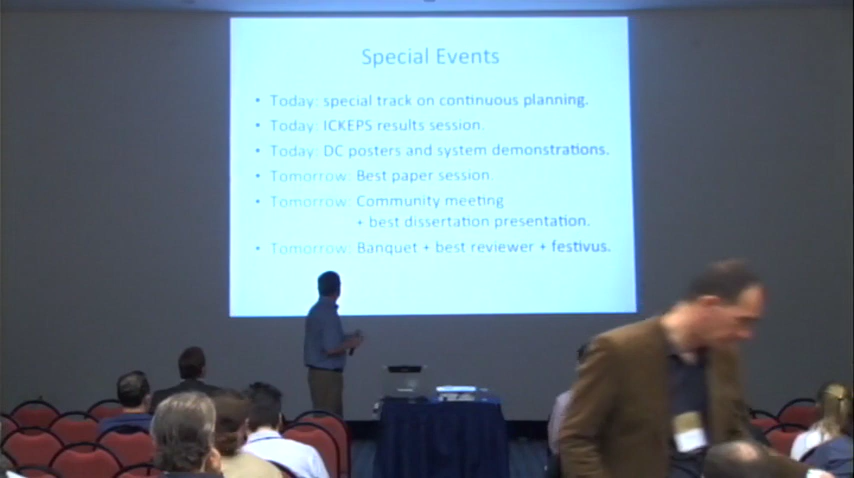 Special Events
• Today: special track on continuous planning.
• Today: ICKEPS results session.
• Today: DC posters and system demonstrations.
• Tomorrow: Best paper session.
• Tomorrow: Community meeting
+ best dissertation presentation.
• Tomorrow: Banquet + best reviewer + festivus.